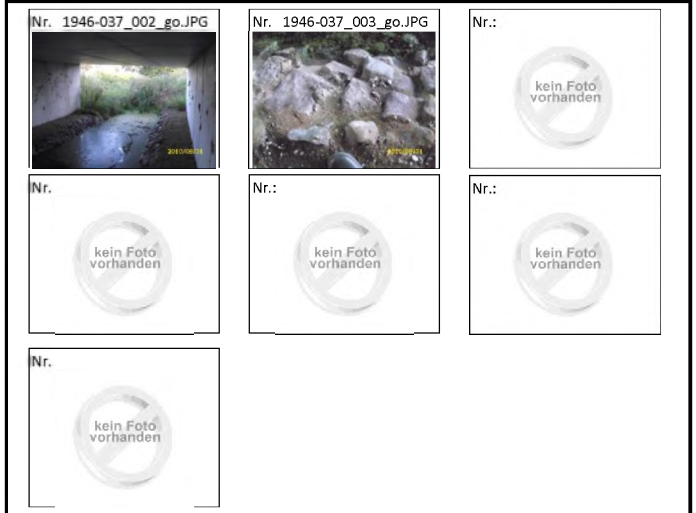 Nr. 1946-037_002_go.JPG
Nr. 1946-037_003_go.JPG
Nr.:
kein Foto
vorhanden
Nr.
kein Foto
vorhanden
Nr.:
kein Foto
vorhanden
Nr.:
kein Foto
vorhanden
Nr.
kein Foto
vorhanden